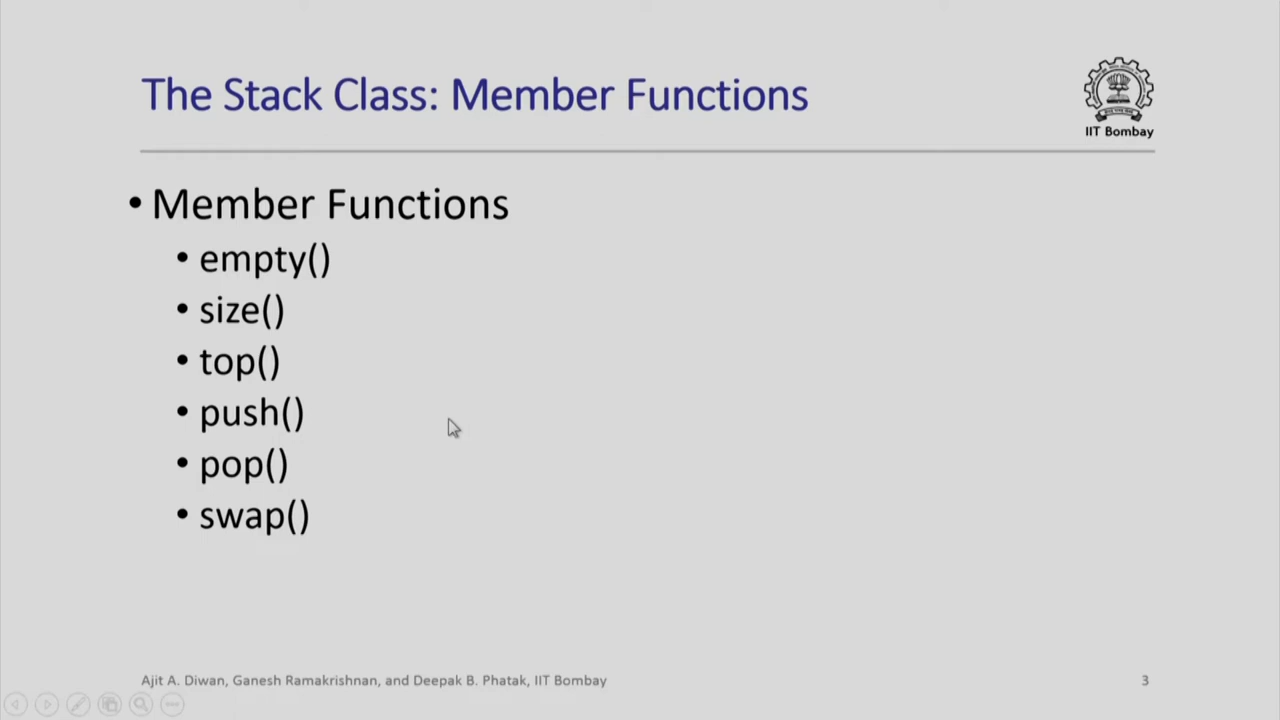 The Stack Class: Member Functions
IIT Bombay
• Member Functions
• empty()
• size()
• top()
• push()
• pop()
• swap()
Ajit A. Diwan, Ganesh Ramakrishnan, and Deepak B. Phatak, IIT Bombay
3